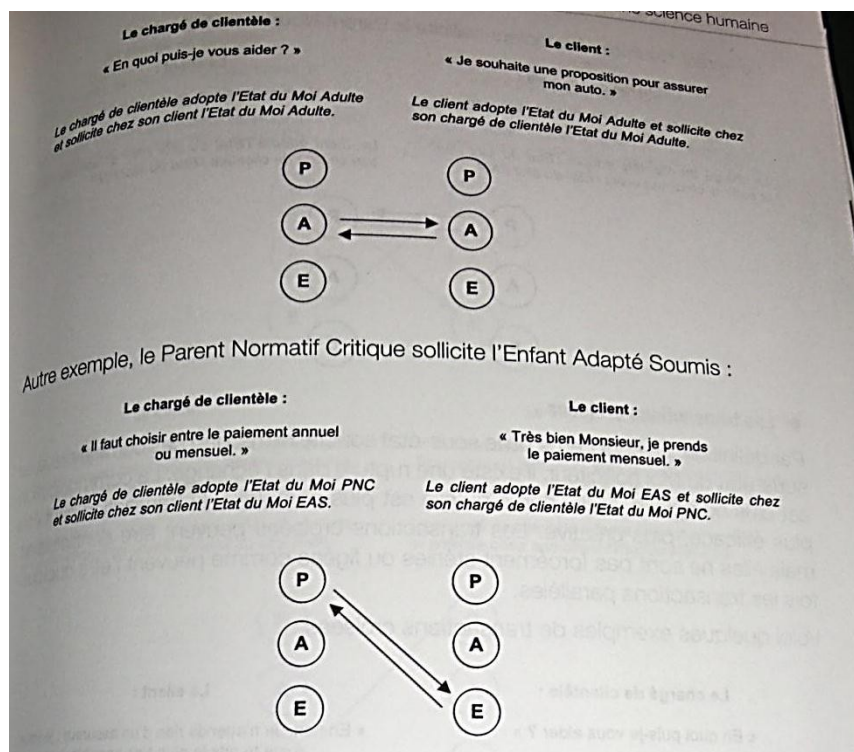 science humaine
Le chargé de clientèle :
« En quoi puis-je vous aider ? »
Le chargé de clientèle adopte l'Etat du Moi Adulte
et sollicite chez son client l'Etat du Moi Adulte.
Le client :
« Je souhaite une proposition pour assurer
mon auto. »
Le client adopte l'Etat du Moi Adulte et sollicite chez
son chargé de clientèle l'Etat du Moi Adulte.
P P
A A
E E
Autre exemple, le Parent Normatif Critique sollicite l'Enfant Adapté Soumis :
Le chargé de clientèle :
« Il faut choisir entre le paiement annuel
ou mensuel. »
Le chargé de clientèle adopte l'Etat du Moi PNC
et sollicite chez son client l'Etat du Moi EAS.
Le client :
« Très bien Monsieur, je prends
le paiement mensuel. »
Le client adopte l'Etat du Moi EAS et sollicite chez
son chargé de clientèle l'Etat du Moi PNC.
P P
A A
E E